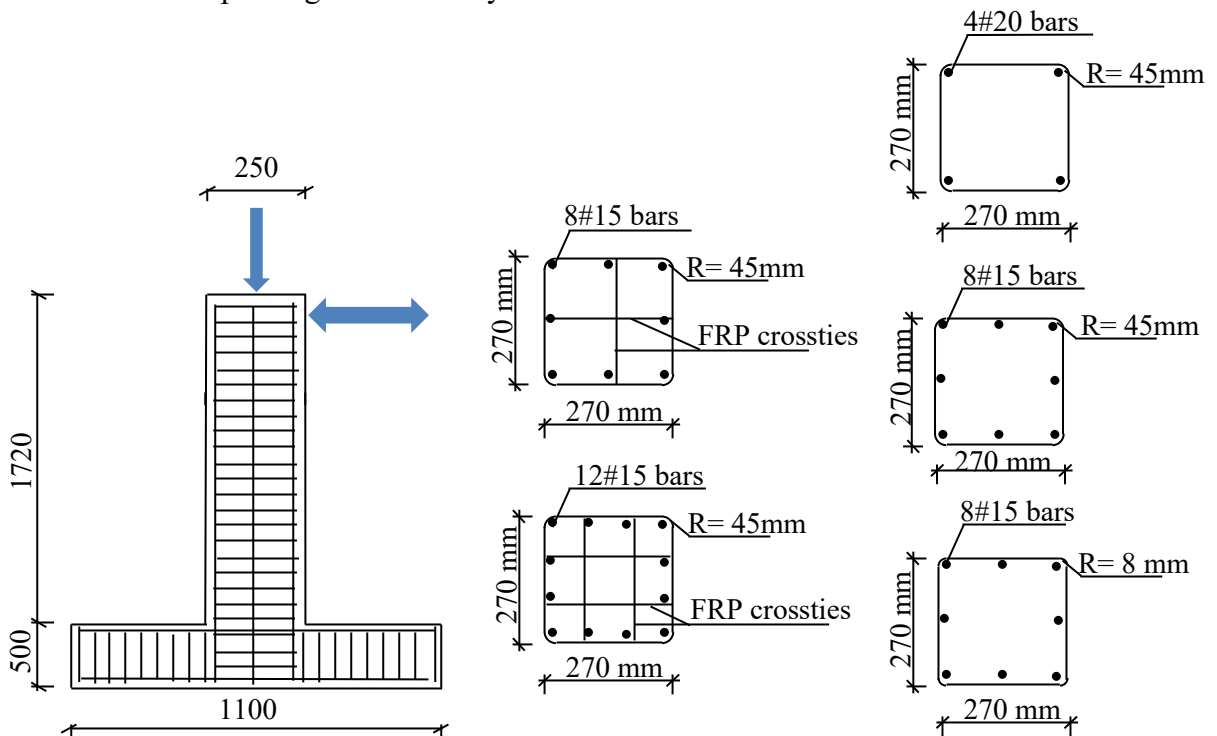 250
1720
500
1100
8#15 bars
R= 45mm
270 mm
FRP crossties
270 mm
12#15 bars
R= 45mm
270 mm
FRP crossties
270 mm
4#20 bars
R= 45mm
270 mm
270 mm
8#15 bars
R= 45mm
270 mm
270 mm
8#15 bars
R= 8 mm
270 mm
270 mm